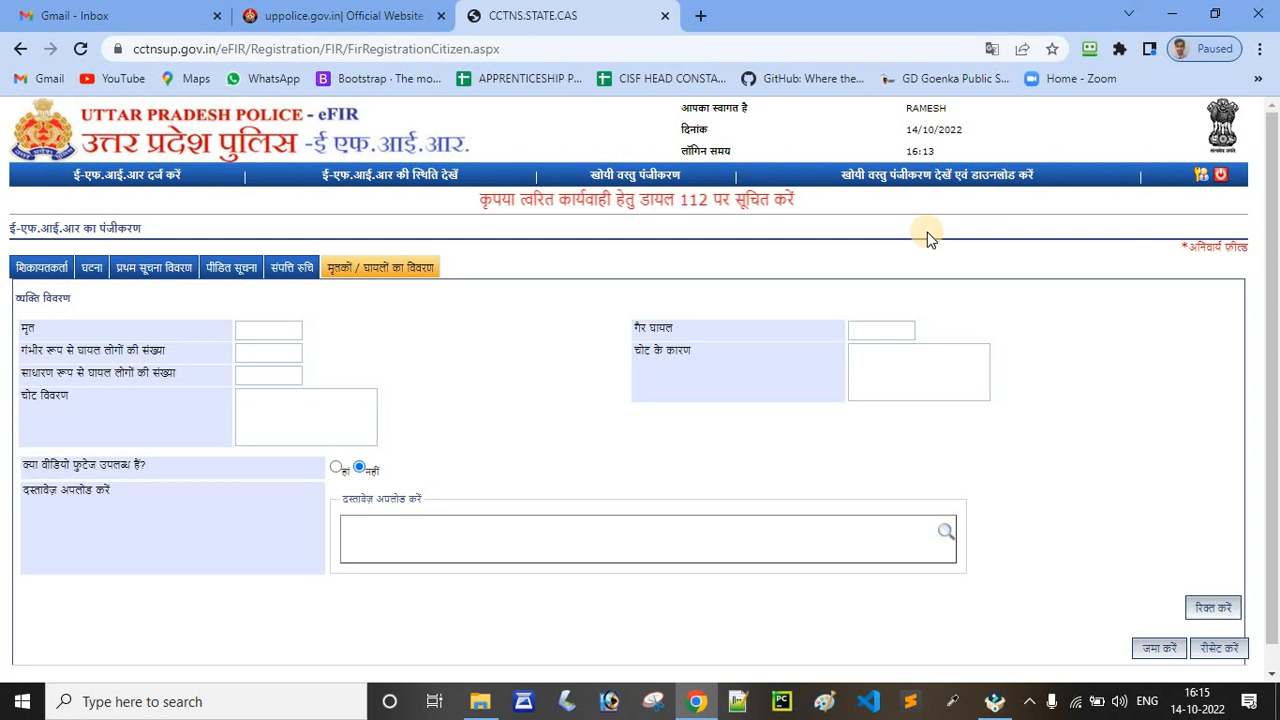 Gmail - Inbox
uppolice.gov.in| Official Website
CCTNS.STATE.CAS
cctnsup.gov.in/eFIR/Registration/FIR/FirRegistrationCitizen.aspx
Paused
Gmail
YouTube
Maps
WhatsApp
Bootstrap · The mo...
APPRENTICESHIP P...
CISF HEAD CONSTA...
GitHub: Where the...
GD Goenka Public S...
Home - Zoom
UTTAR PRADESH POLICE - eFIR
उत्तर प्रदेश पुलिस -ई एफ.आई.आर.
आपका स्वागत है RAMESH
दिनांक 14/10/2022
लॉगिन समय 16:13
ई-एफ.आई.आर दर्ज करें
ई-एफ.आई.आर की स्थिति देखें
खोयी वस्तु पंजीकरण
खोयी वस्तु पंजीकरण देखें एवं डाउनलोड करें
कृपया त्वरित कार्यवाही हेतु डायल 112 पर सूचित करें
ई-एफ.आई.आर का पंजीकरण
*अनिवार्य फ़ील्ड
शिकायतकर्ता
घटना
प्रथम सूचना विवरण
पीडित सूचना
संपत्ति रुचि
मृतकों / घायलों का विवरण
व्यक्ति विवरण
मृत
गैर घायल
गंभीर रूप से घायल लोगों की संख्या
चोट के कारण
साधारण रूप से घायल लोगों की संख्या
चोट विवरण
क्या वीडियो फुटेज उपलब्ध हैं?
हां
नहीं
दस्तावेज़ अपलोड करें
दस्तावेज़ अपलोड करें
रिक्त करें
जमा करें
रीसेट करें
Type here to search
PC
ENG
16:15
14-10-2022